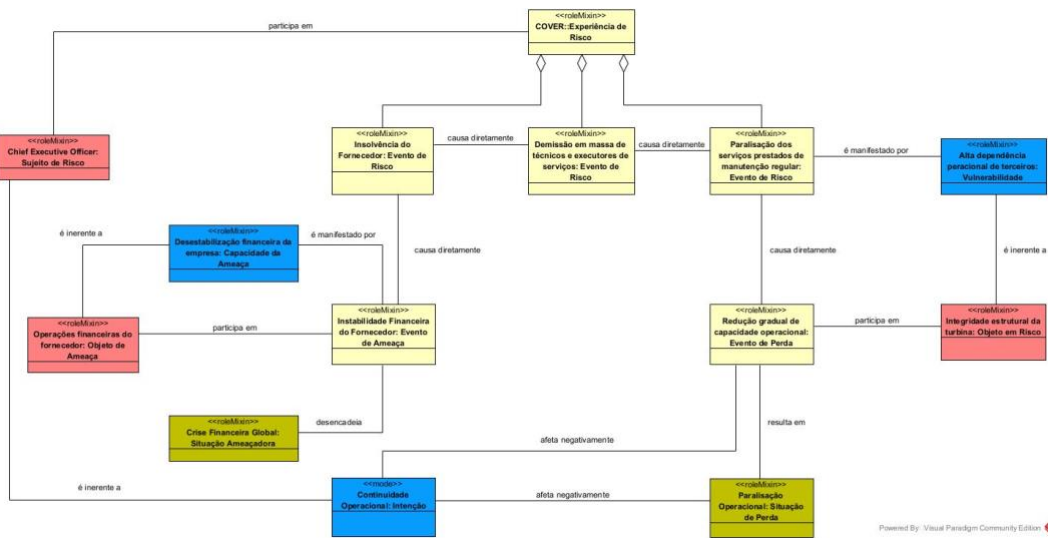 <<roleMixin>>
COVER::Experiência de
Risco
participa em
<<roleMixin>>
Chief Executive Officer:
Sujeito de Risco
<<roleMixin>>
Insolvência do
Fornecedor: Evento de
Risco
causa diretamente
<<roleMixin>>
Demissão em massa de
técnicos e executores de
serviços: Evento de
Risco
causa diretamente
<<roleMixin>>
Paralisação dos
serviços prestados de
manutenção regular:
Evento de Risco
é manifestado por
<<roleMixin>>
Alta dependência
peracional de terceiros:
Vulnerabilidade
é inerente a
<<roleMixin>>
Desestabilização financeira da
empresa: Capacidade da
Ameaça
é manifestado por
causa diretamente
causa diretamente
é inerente a
<<roleMixin>>
Operações financeiras do
fornecedor: Objeto de
Ameaça
participa em
<<roleMixin>>
Instabilidade Financeira
do Fornecedor: Evento
de Ameaça
<<roleMixin>>
Redução gradual de
capacidade operacional:
Evento de Perda
participa em
<<roleMixin>>
Integridade estrutural da
turbina: Objeto em Risco
<<roleMixin>>
Crise Financeira Global:
Situação Ameaçadora
desencadeia
afeta negativamente
resulta em
é inerente a
<<mode>>
Continuidade
Operacional: Intenção
afeta negativamente
<<roleMixin>>
Paralisação
Operacional: Situação
de Perda
Powered By: Visual Paradigm Community Edition